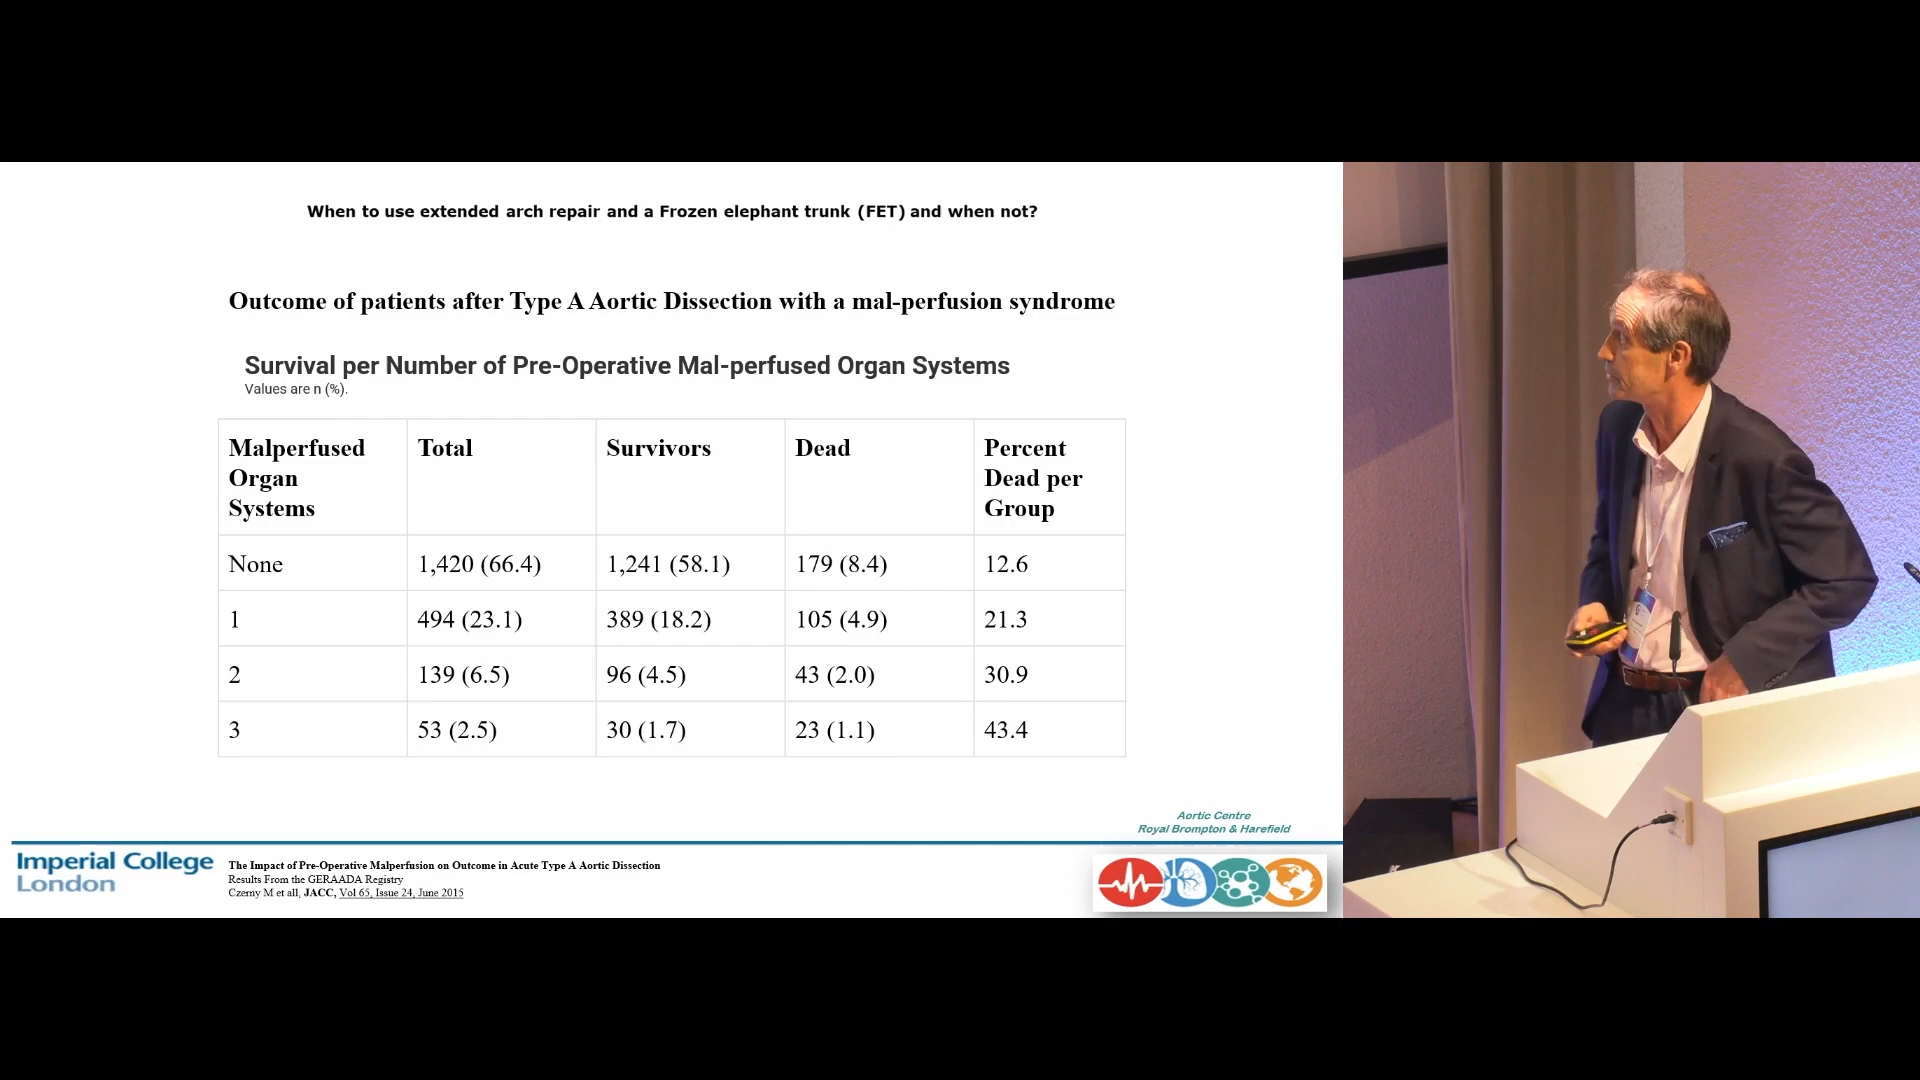 When to use extended arch repair and a Frozen elephant trunk (FET) and when not?
Outcome of patients after Type A Aortic Dissection with a mal-perfusion syndrome
Survival per Number of Pre-Operative Mal-perfused Organ Systems
Values are n (%).
Malperfused Organ Systems Total Survivors Dead Percent Dead per Group
None 1,420 (66.4) 1,241 (58.1) 179 (8.4) 12.6
1 494 (23.1) 389 (18.2) 105 (4.9) 21.3
2 139 (6.5) 96 (4.5) 43 (2.0) 30.9
3 53 (2.5) 30 (1.7) 23 (1.1) 43.4
Aortic Centre
Royal Brompton & Harefield
Imperial College
London
The Impact of Pre-Operative Malperfusion on Outcome in Acute Type A Aortic Dissection
Results From the GERAADA Registry
Czerny M et all, JACC, Vol 65, Issue 24, June 2015